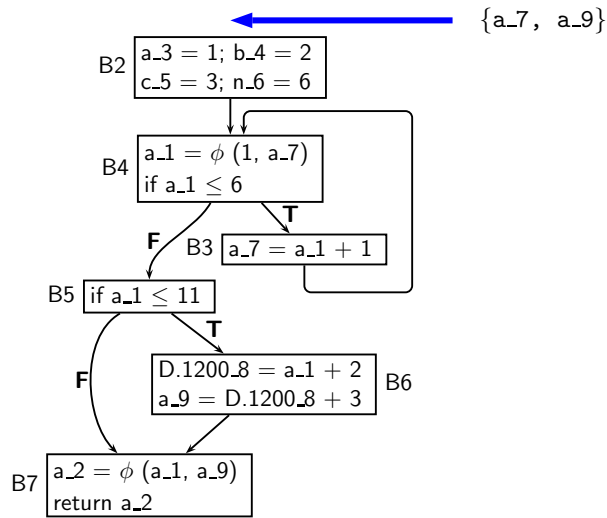 {a_7, a_9}
B2
a_3 = 1; b_4 = 2
c_5 = 3; n_6 = 6
B4
a_1 = ϕ (1, a_7)
if a_1 ≤ 6
F
T
B3
a_7 = a_1 + 1
B5
if a_1 ≤ 11
F
T
D.1200_8 = a_1 + 2
a_9 = D.1200_8 + 3
B6
B7
a_2 = ϕ (a_1, a_9)
return a_2